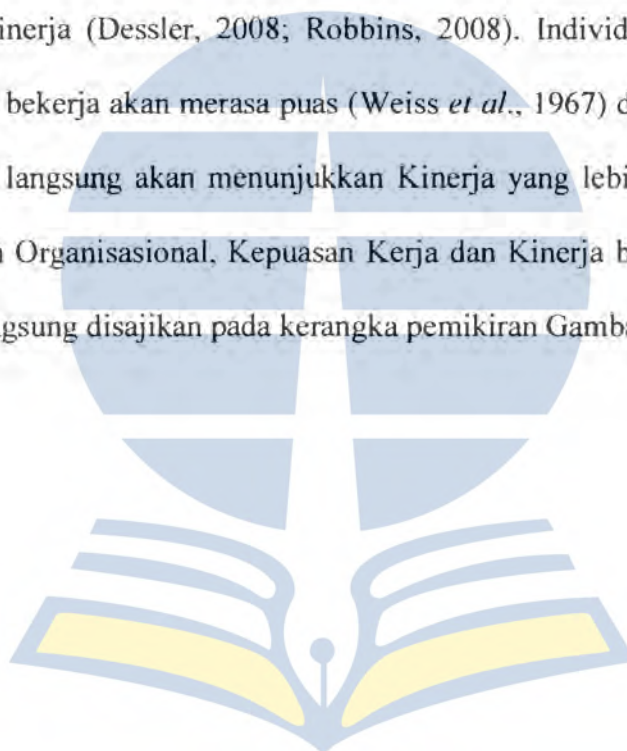 inerja (Dessler, 2008; Robbins, 2008). Individ
bekerja akan merasa puas (Weiss et al., 1967) d
langsung akan menunjukkan Kinerja yang lebi
Organisasional, Kepuasan Kerja dan Kinerja b
gsung disajikan pada kerangka pemikiran Gamba